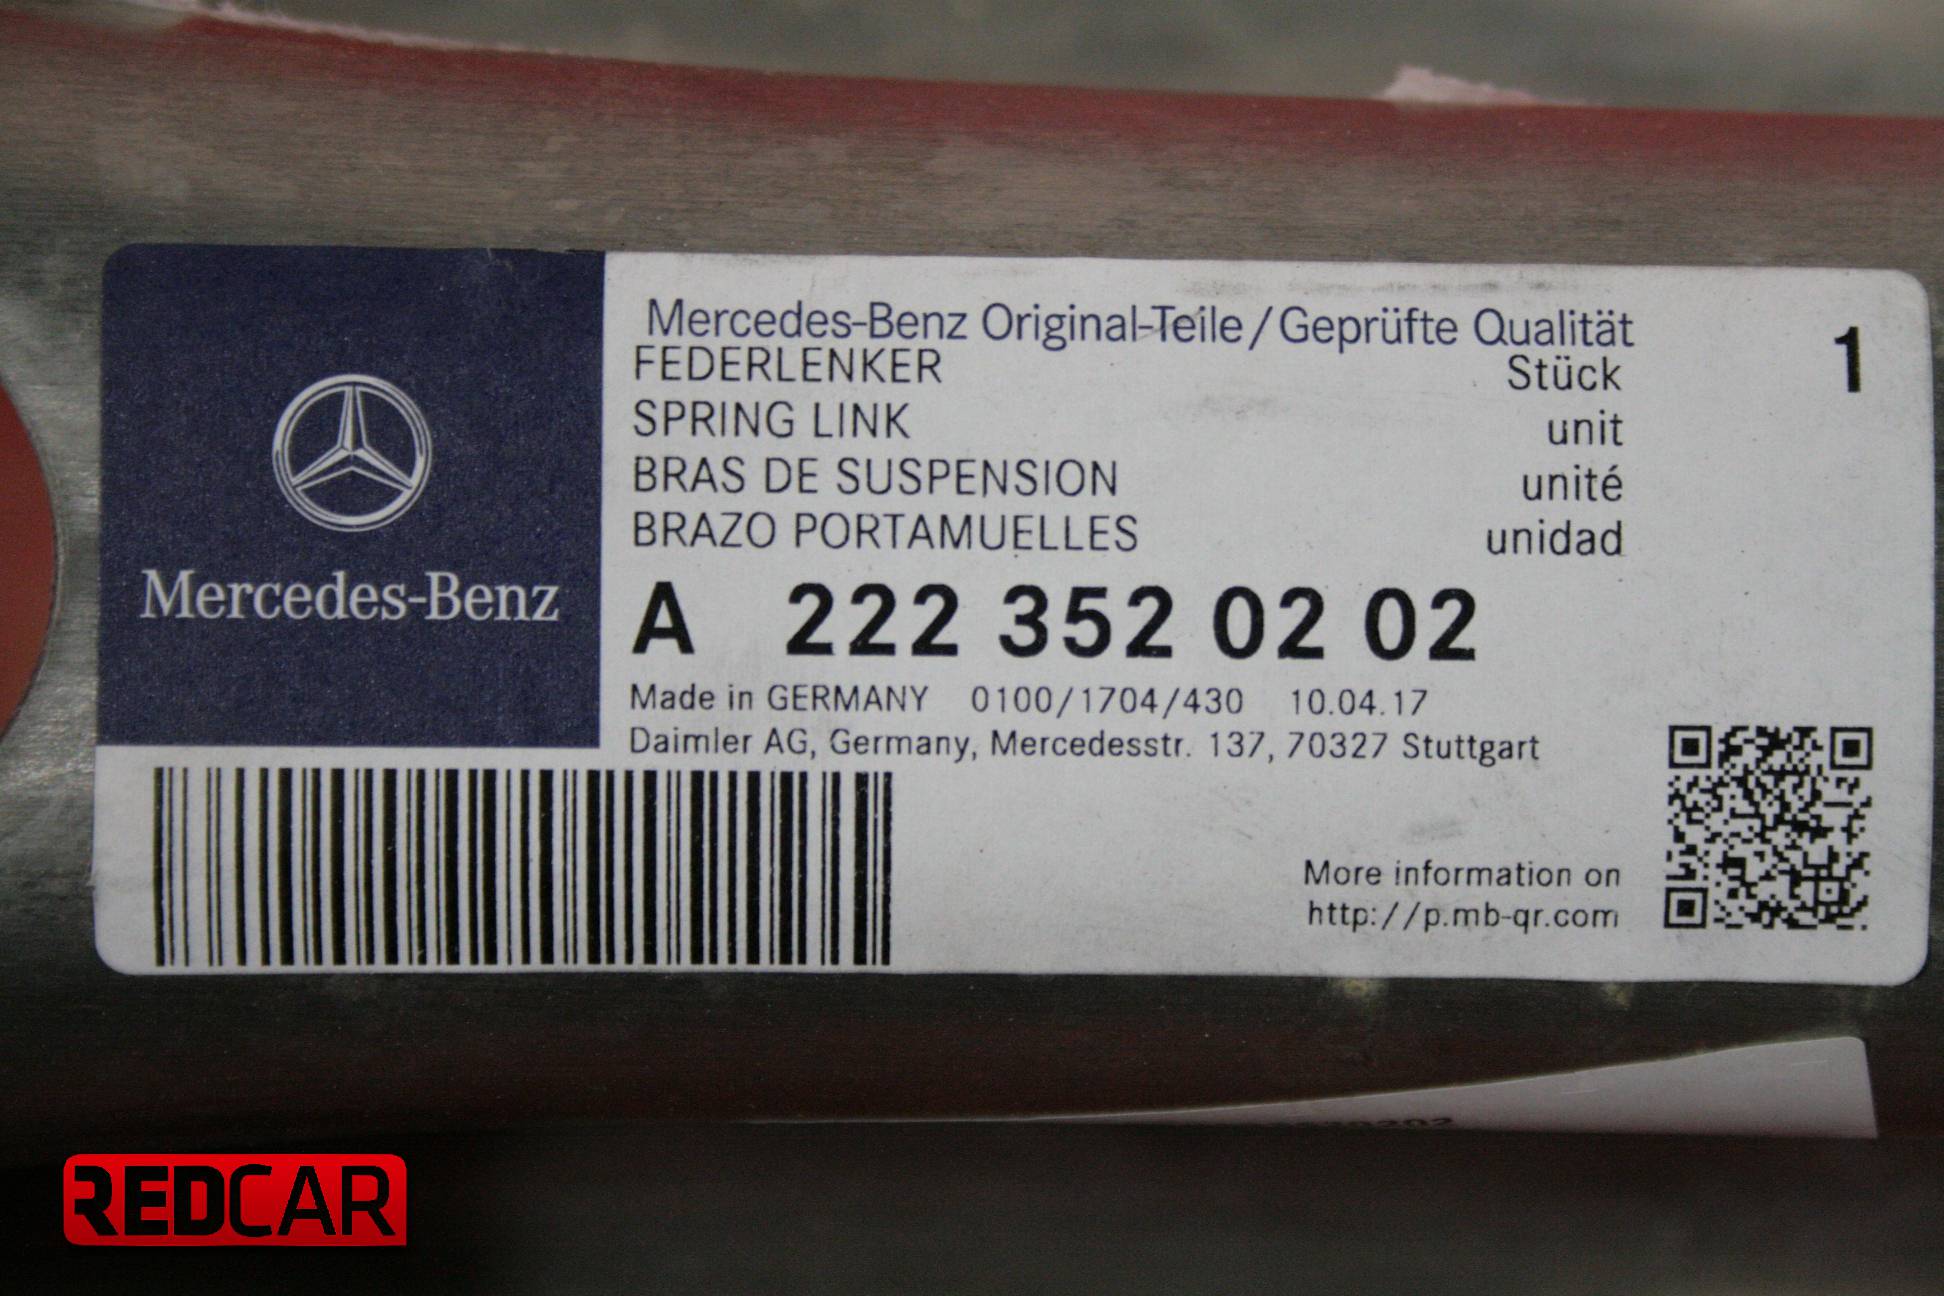 Mercedes-Benz
Mercedes-Benz Original-Teile/Geprüfte Qualität
FEDERLENKER Stück 1
SPRING LINK unit
BRAS DE SUSPENSION unité
BRAZO PORTAMUELLES unidad
A 222 352 02 02
Made in GERMANY 0100/1704/430 10.04.17
Daimler AG, Germany, Mercedesstr. 137, 70327 Stuttgart
More information on
http://p.mb-qr.com
REDCAR